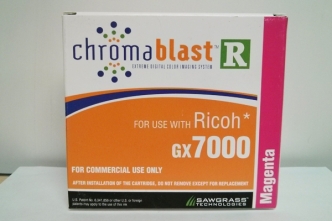 chromablast™ R
EXTREME DIGITAL COLOR IMAGING SYSTEM
FOR USE WITH Ricoh*
GX7000
FOR COMMERCIAL USE ONLY
AFTER INSTALLATION OF THE CARTRIDGE, DO NOT REMOVE EXCEPT FOR REPLACEMENT
SAWGRASS
TECHNOLOGIES
Magenta